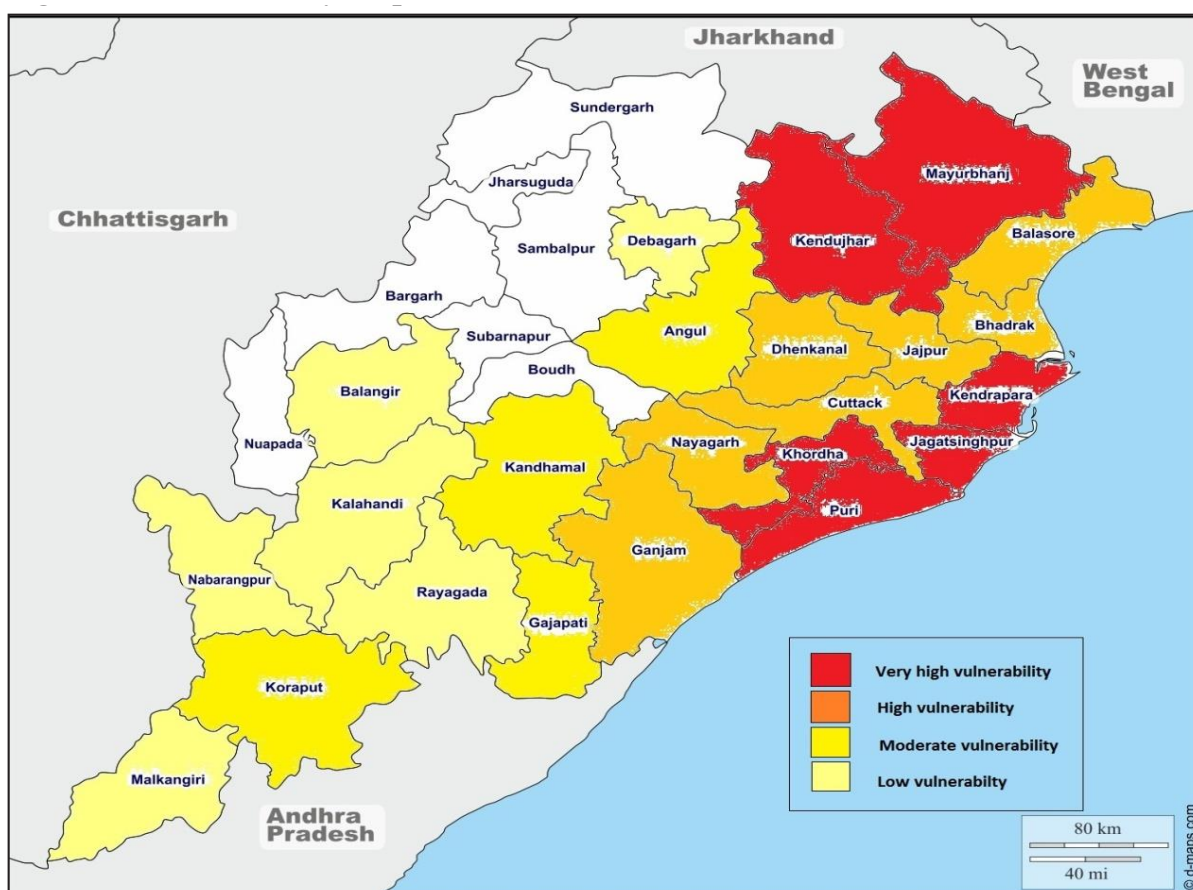 Jharkhand
West
Bengal
Sundergarh
Mayurbhanj
Jharsuguda
Chhattisgarh
Sambalpur
Debagarh
Kendujhar
Balasore
Bargarh
Subarnapur
Angul
Bhadrak
Dhenkanal
Jajpur
Boudh
Balangir
Kendrapara
Cuttack
Nuapada
Nayagarh
Jagatsinghpur
Khordha
Kandhamal
Kalahandi
Puri
Ganjam
Nabarangpur
Rayagada
Gajapati
Koraput
Malkangiri
Andhra
Pradesh
Very high vulnerability
High vulnerability
Moderate vulnerability
Low vulnerabilty
80 km
40 mi
© d-maps.com